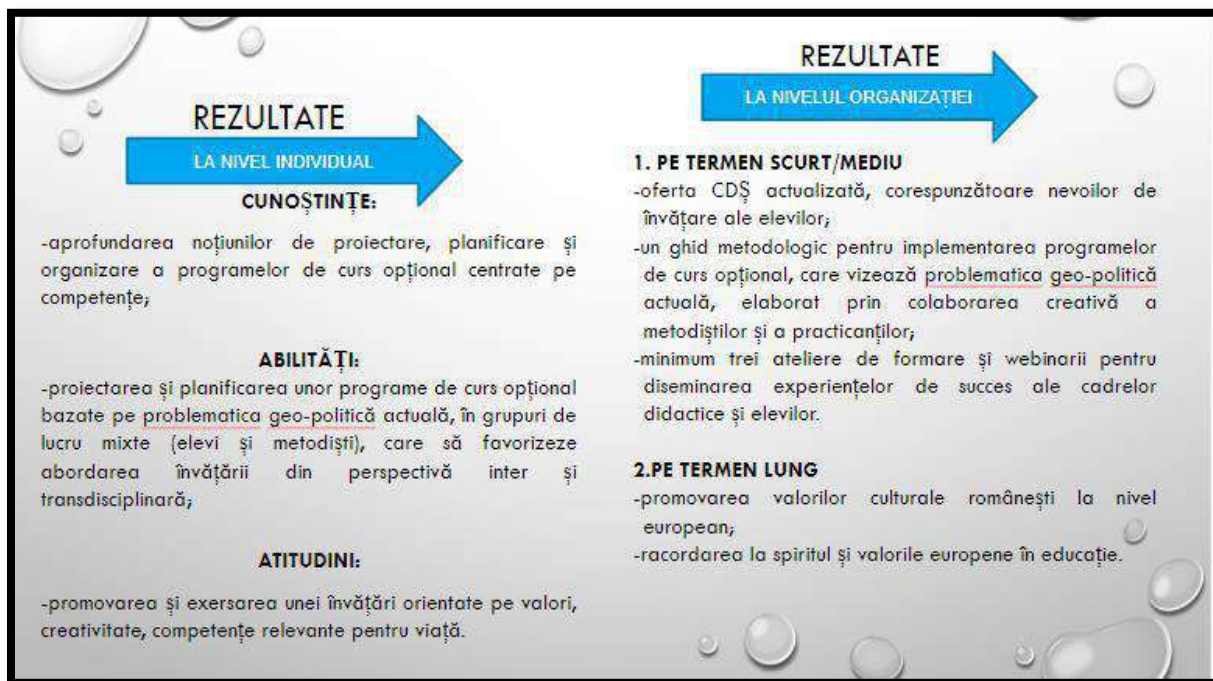 REZULTATE
LA NIVEL INDIVIDUAL
CUNOȘTINȚE:
-aprofundarea noțiunilor de proiectare, planificare și
organizare a programelor de curs opțional centrate pe
competențe;
ABILITĂȚI:
-proiectarea și planificarea unor programe de curs opțional
bazate pe problematica geo-politică actuală, în grupuri de
lucru mixte (elevi și metodiști), care să favorizeze
abordarea învățării din perspectivă inter și
transdisciplinară;
ATITUDINI:
-promovarea și exersarea unei învățări orientate pe valori,
creativitate, competențe relevante pentru viață.
REZULTATE
LA NIVELUL ORGANIZAȚIEI
1. PE TERMEN SCURT/MEDIU
-oferta CDȘ actualizată, corespunzătoare nevoilor de
învățare ale elevilor;
-un ghid metodologic pentru implementarea programelor
de curs opțional, care vizează problematica geo-politică
actuală, elaborat prin colaborarea creativă a
metodiștilor și a practicanților;
-minimum trei ateliere de formare și webinarii pentru
diseminarea experiențelor de succes ale cadrelor
didactice și elevilor.
2.PE TERMEN LUNG
-promovarea valorilor culturale românești la nivel
european;
-racordarea la spiritul și valorile europene în educație.